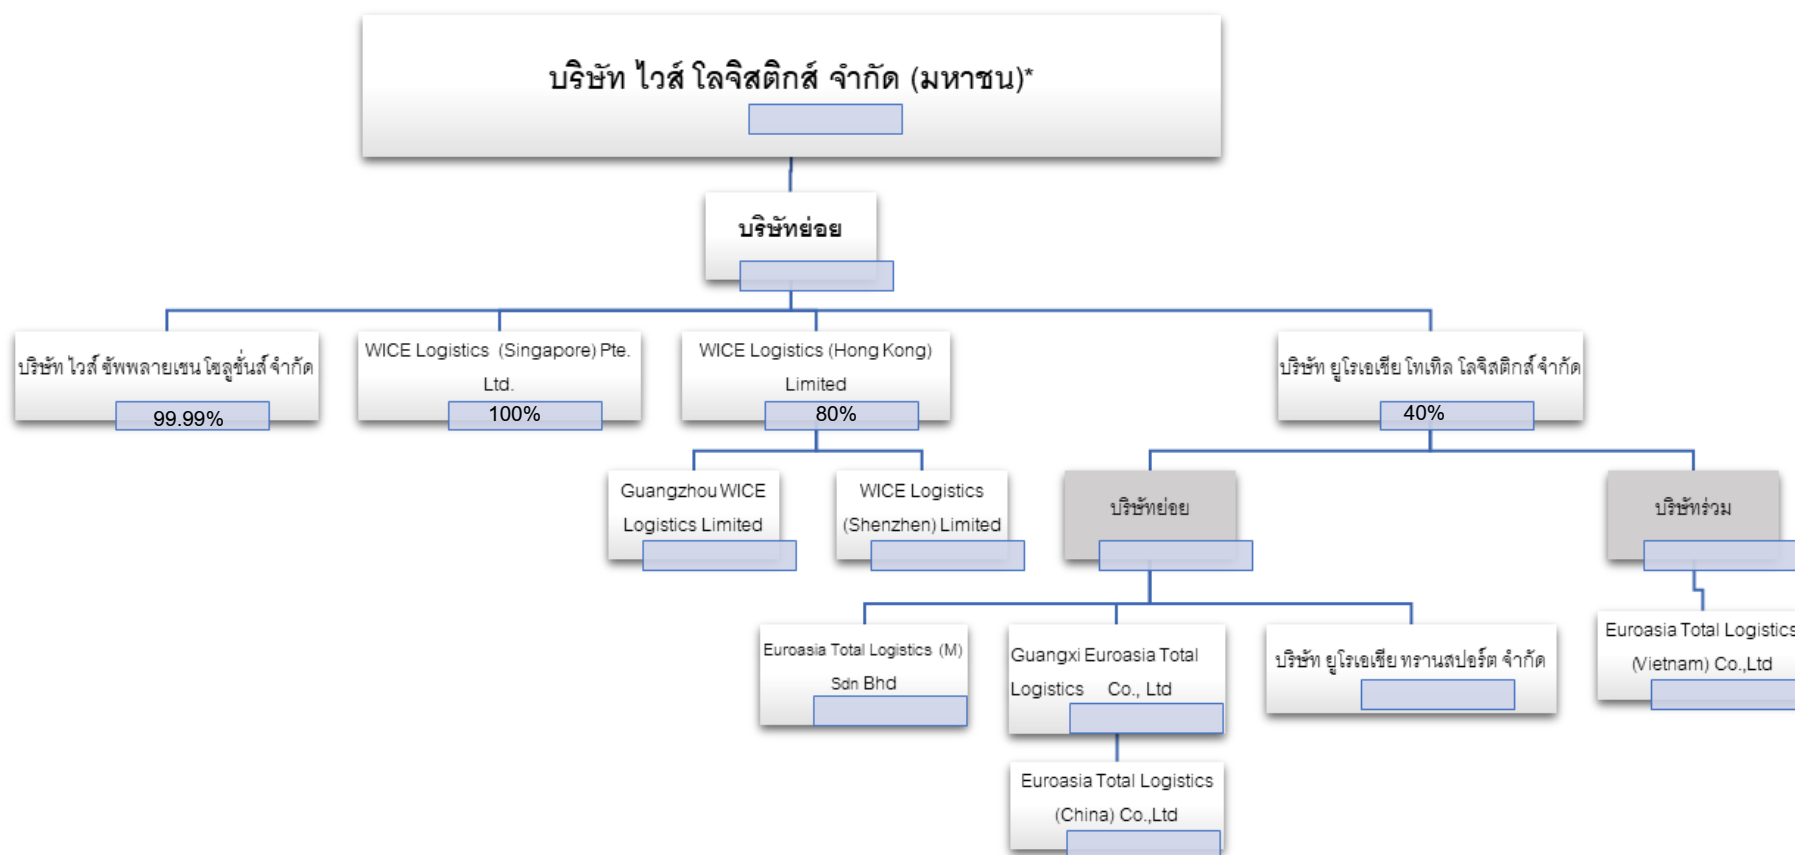 บริษัท ไวส์ โลจิสติกส์ จำกัด (มหาชน)*
บริษัทย่อย
บริษัท ไวส์ ซัพพลายเชน โซลูชั่นส์ จำกัด
99.99%
WICE Logistics (Singapore) Pte.
Ltd.
100%
WICE Logistics (Hong Kong)
Limited
80%
บริษัท ยูโรเอเชีย โทเทิล โลจิสติกส์ จำกัด
40%
Guangzhou WICE
Logistics Limited
WICE Logistics
(Shenzhen) Limited
บริษัทย่อย
บริษัทร่วม
Euroasia Total Logistics (M)
Sdn Bhd
Guangxi Euroasia Total
Logistics Co., Ltd
บริษัท ยูโรเอเชีย ทรานสปอร์ต จำกัด
Euroasia Total Logistics
(Vietnam) Co.,Ltd
Euroasia Total Logistics
(China) Co.,Ltd